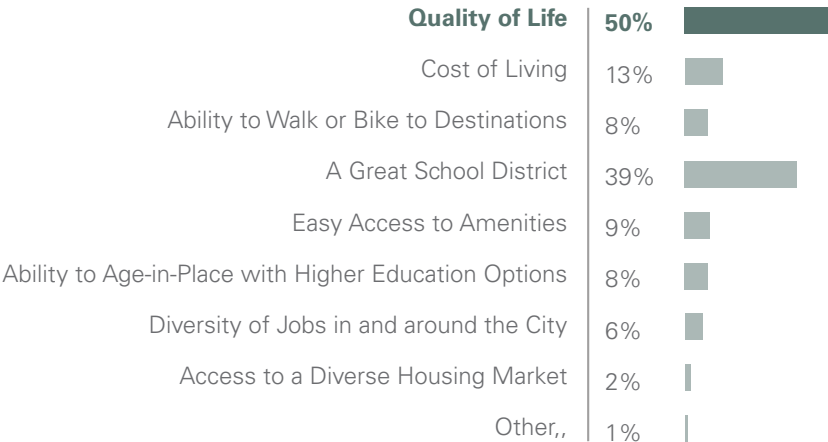 Quality of Life 50%
Cost of Living 13%
Ability to Walk or Bike to Destinations 8%
A Great School District 39%
Easy Access to Amenities 9%
Ability to Age-in-Place with Higher Education Options 8%
Diversity of Jobs in and around the City 6%
Access to a Diverse Housing Market 2%
Other,, 1%